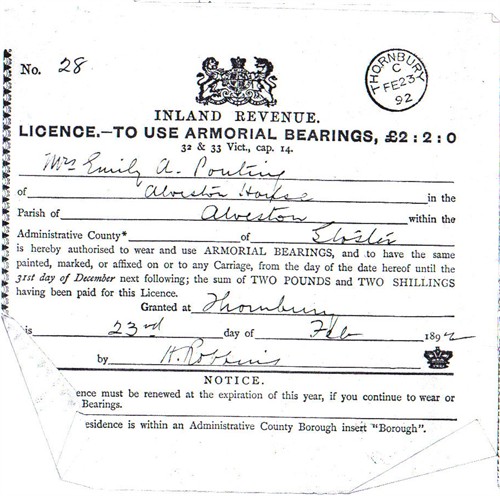 No. 28
THORNBURY
C
FE 23
92
INLAND REVENUE.
LICENCE.—TO USE ARMORIAL BEARINGS, £2:2:0
32 & 33 Vict., cap. 14.
Mrs Emily A. Ponting
of Alveston House in the
Parish of Alveston within the
Administrative County* of Gloster
is hereby authorised to wear and use ARMORIAL BEARINGS, and to have the same
painted, marked, or affixed on or to any Carriage, from the day of the date hereof until the
31st day of December next following; the sum of TWO POUNDS and TWO SHILLINGS
having been paid for this Licence.
Granted at Thornbury
is 23rd day of Feb 1892
by H. Robbins
NOTICE.
ence must be renewed at the expiration of this year, if you continue to wear or
Bearings.
esidence is within an Administrative County Borough insert "Borough".